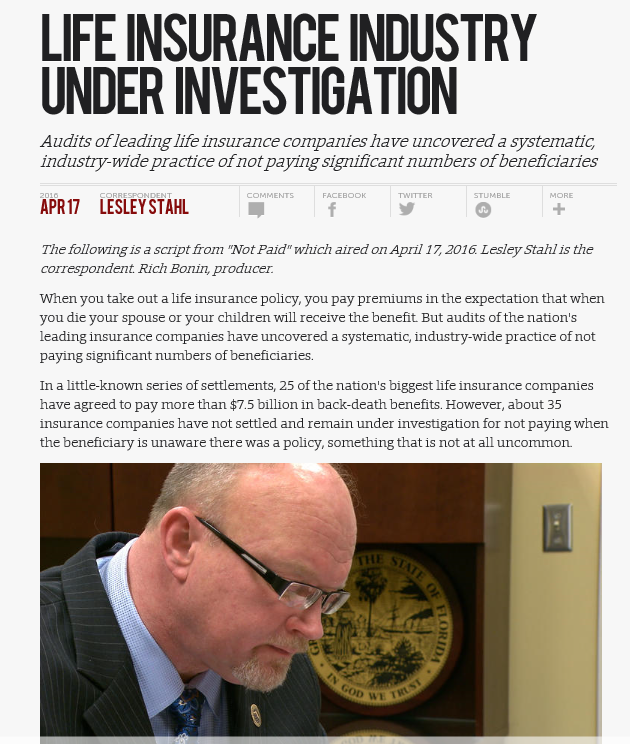 LIFE INSURANCE INDUSTRY
UNDER INVESTIGATION
Audits of leading life insurance companies have uncovered a systematic,
industry-wide practice of not paying significant numbers of beneficiaries
2016
APR 17
CORRESPONDENT
LESLEY STAHL
COMMENTS
FACEBOOK
TWITTER
STUMBLE
MORE
The following is a script from "Not Paid" which aired on April 17, 2016. Lesley Stahl is the
correspondent. Rich Bonin, producer.
When you take out a life insurance policy, you pay premiums in the expectation that when
you die your spouse or your children will receive the benefit. But audits of the nation's
leading insurance companies have uncovered a systematic, industry-wide practice of not
paying significant numbers of beneficiaries.
In a little-known series of settlements, 25 of the nation's biggest life insurance companies
have agreed to pay more than $7.5 billion in back-death benefits. However, about 35
insurance companies have not settled and remain under investigation for not paying when
the beneficiary is unaware there was a policy, something that is not at all uncommon.
THE STATE OF FLORIDA
IN GOD WE TRUST